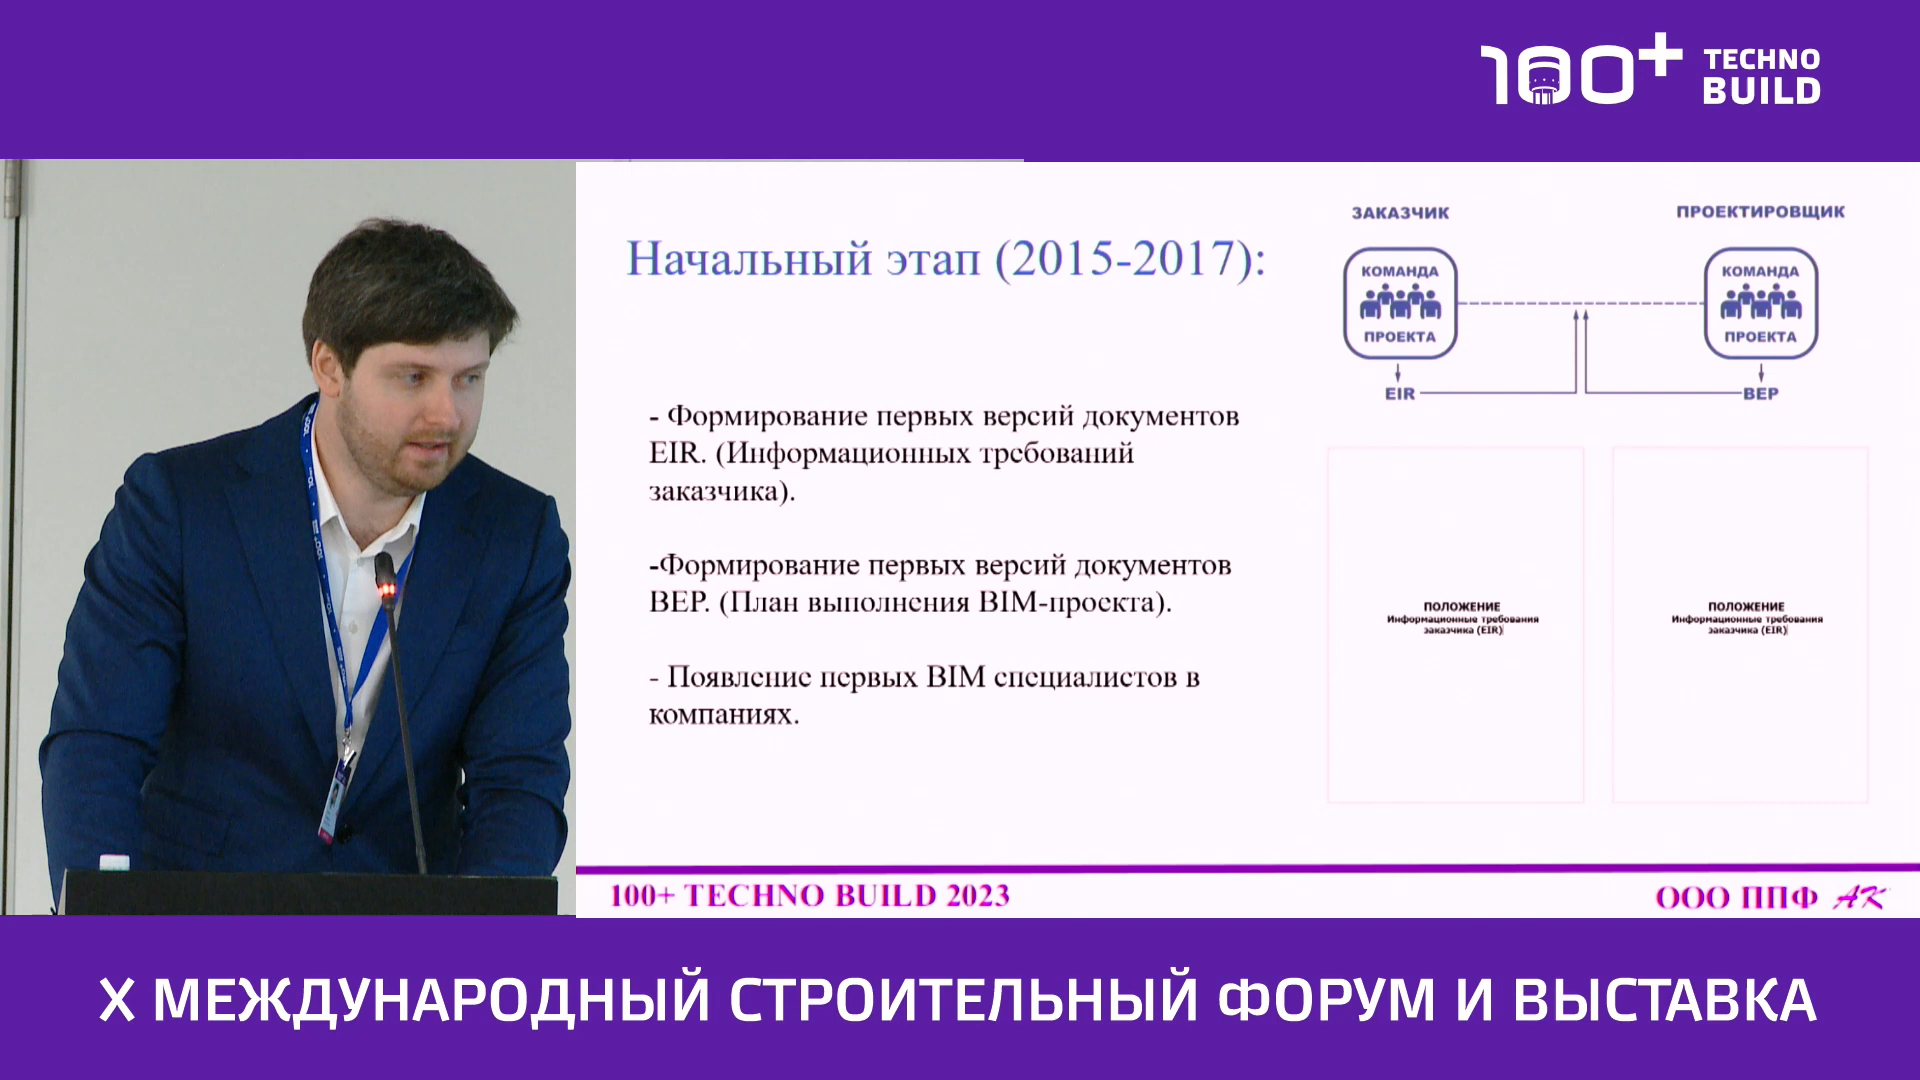 100+ TECHNO
BUILD
Начальный этап (2015-2017):
- Формирование первых версий документов
EIR. (Информационных требований
заказчика).
-Формирование первых версий документов
BEP. (План выполнения BIM-проекта).
- Появление первых BIM специалистов в
компаниях.
ЗАКАЗЧИК
ПРОЕКТИРОВЩИК
КОМАНДА
ПРОЕКТА
КОМАНДА
ПРОЕКТА
EIR
BEP
ПОЛОЖЕНИЕ
Информационные требования
заказчика (EIR)
ПОЛОЖЕНИЕ
Информационные требования
заказчика (EIR)
100+ TECHNO BUILD 2023
ООО ППФ АК
X МЕЖДУНАРОДНЫЙ СТРОИТЕЛЬНЫЙ ФОРУМ И ВЫСТАВКА